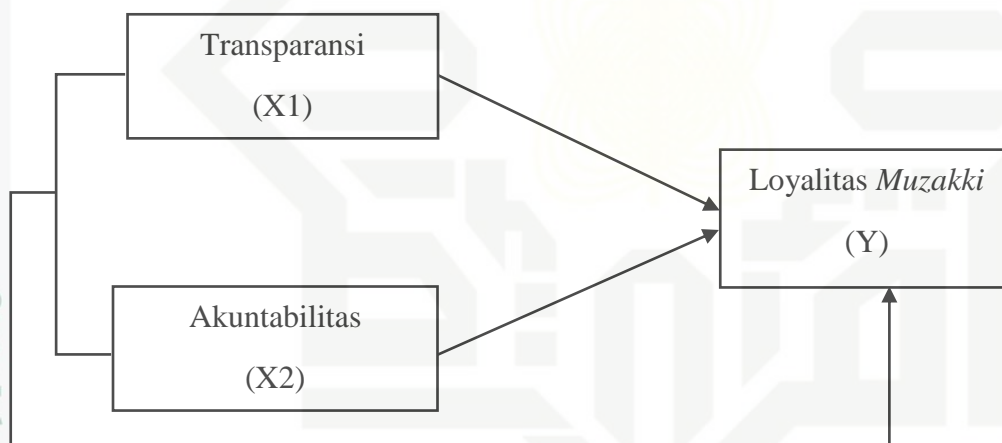 Transparansi
(X1)
Loyalitas Muzakki
(Y)
Akuntabilitas
(X2)